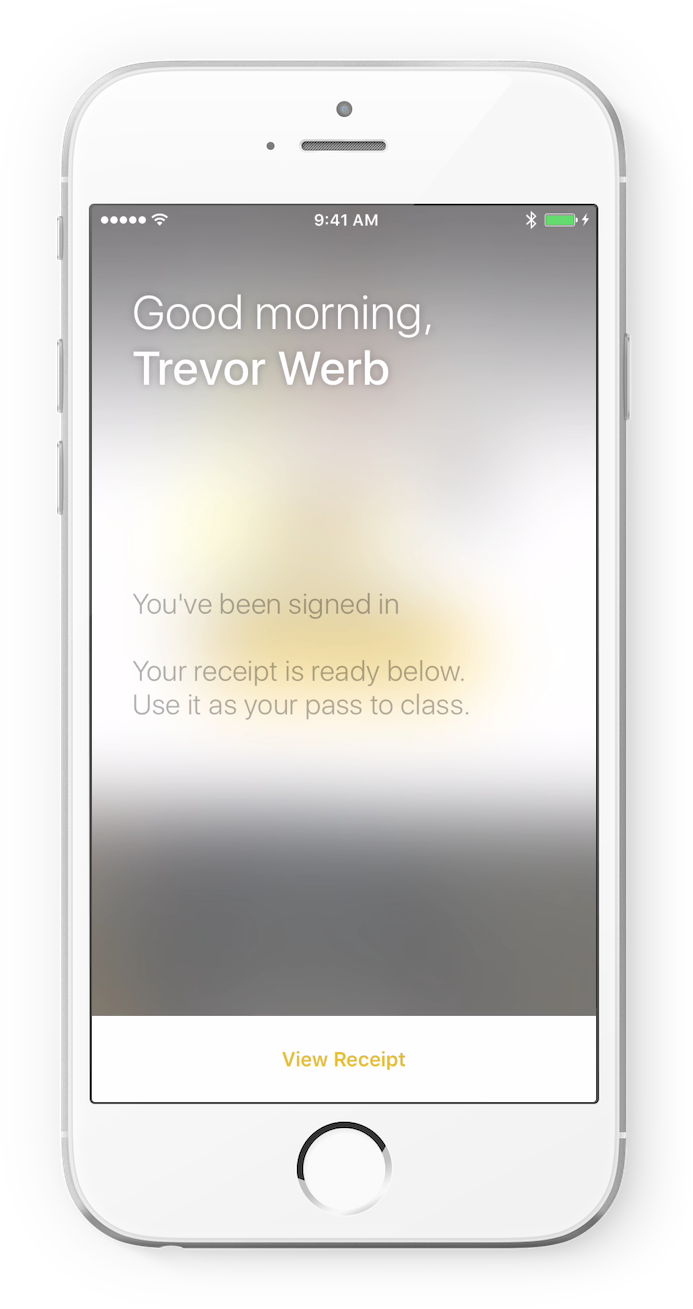 9:41 AM
Good morning,
Trevor Werb
You've been signed in
Your receipt is ready below.
Use it as your pass to class.
View Receipt